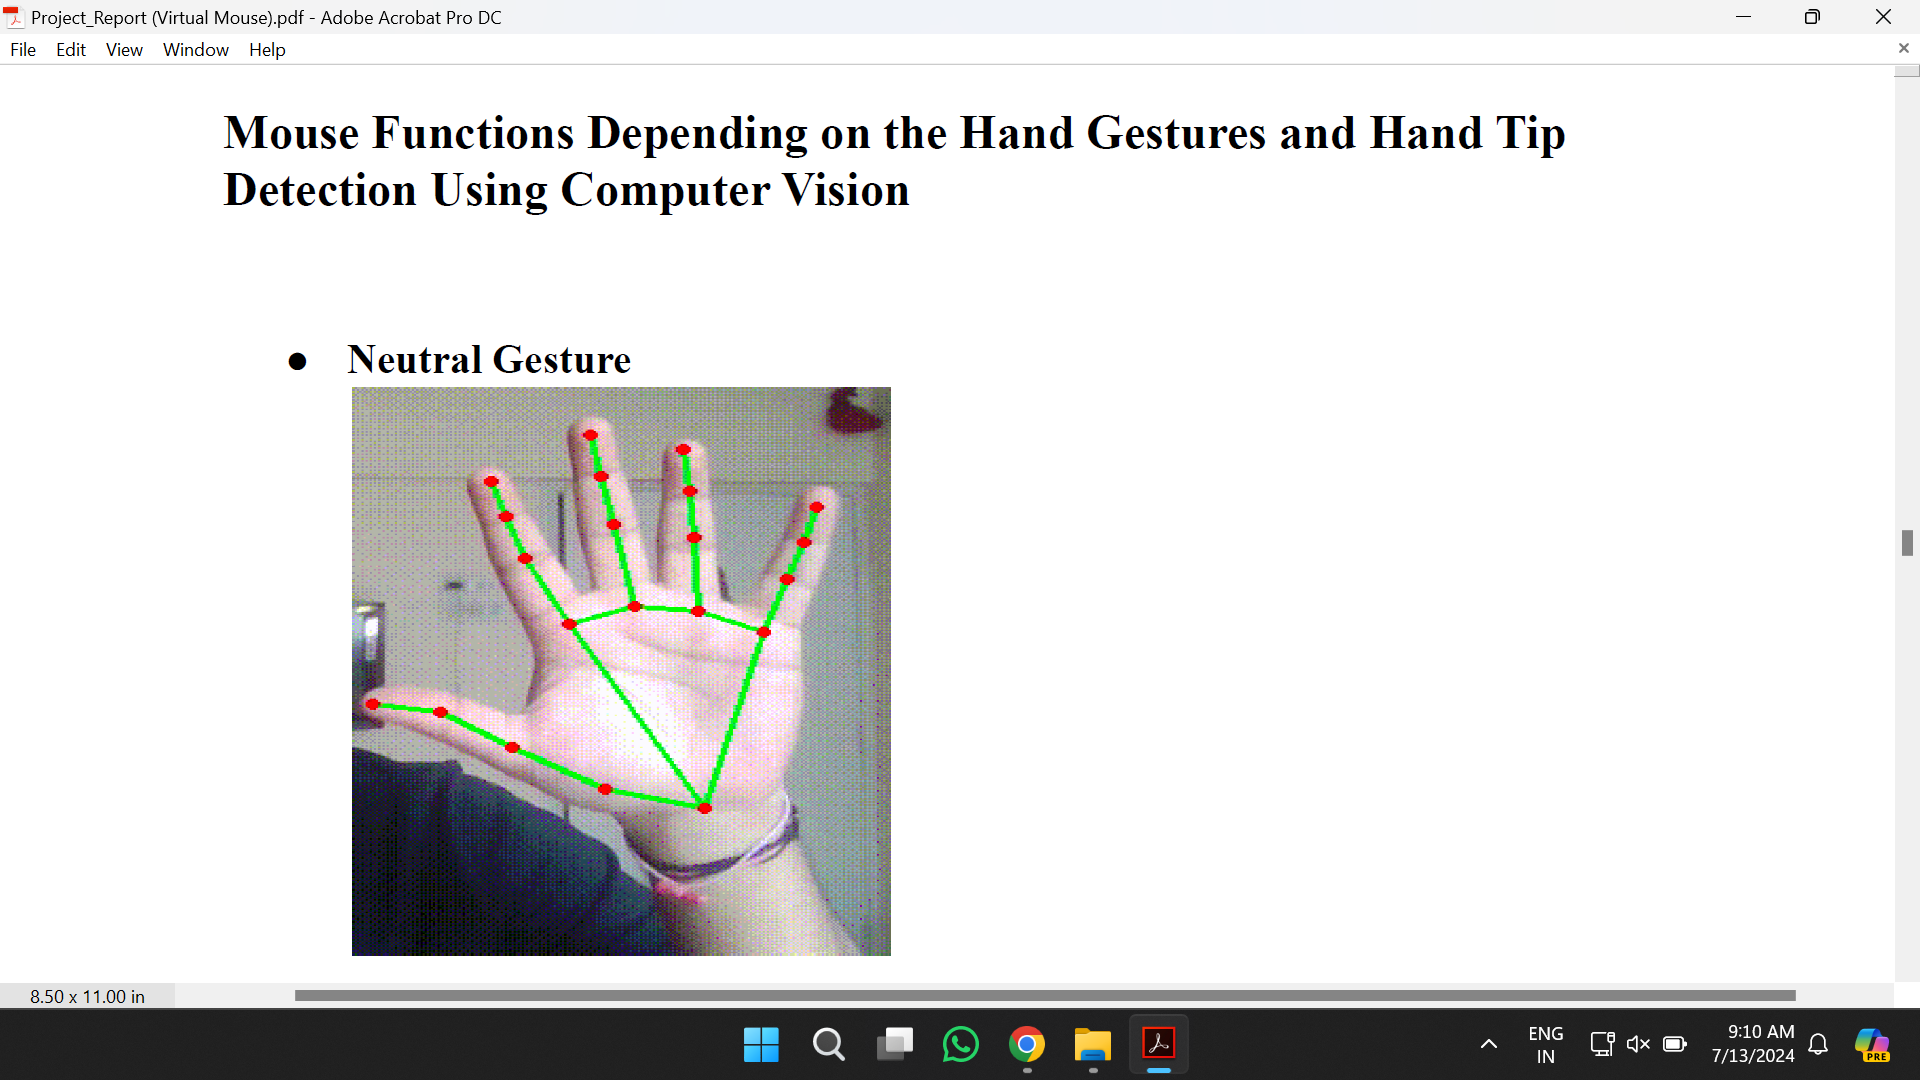 Project_Report (Virtual Mouse).pdf - Adobe Acrobat Pro DC
File Edit View Window Help
Mouse Functions Depending on the Hand Gestures and Hand Tip
Detection Using Computer Vision
● Neutral Gesture
8.50 x 11.00 in
ENG
IN
9:10 AM
7/13/2024
PRE